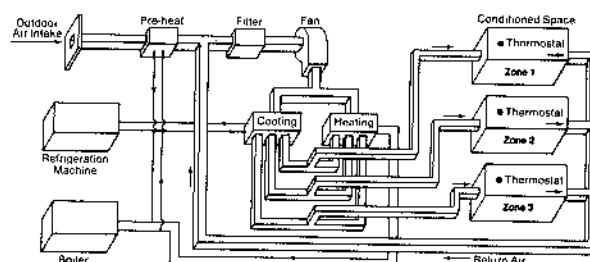 Outdoor
Air Intake
Pre-heat
Filter
Fan
Conditioned Space
Thermostat
Zone 1
Cooling
Heating
Refrigeration
Machine
Thermostat
Zone 2
Thermostat
Zone 3
Boiler
Return Air